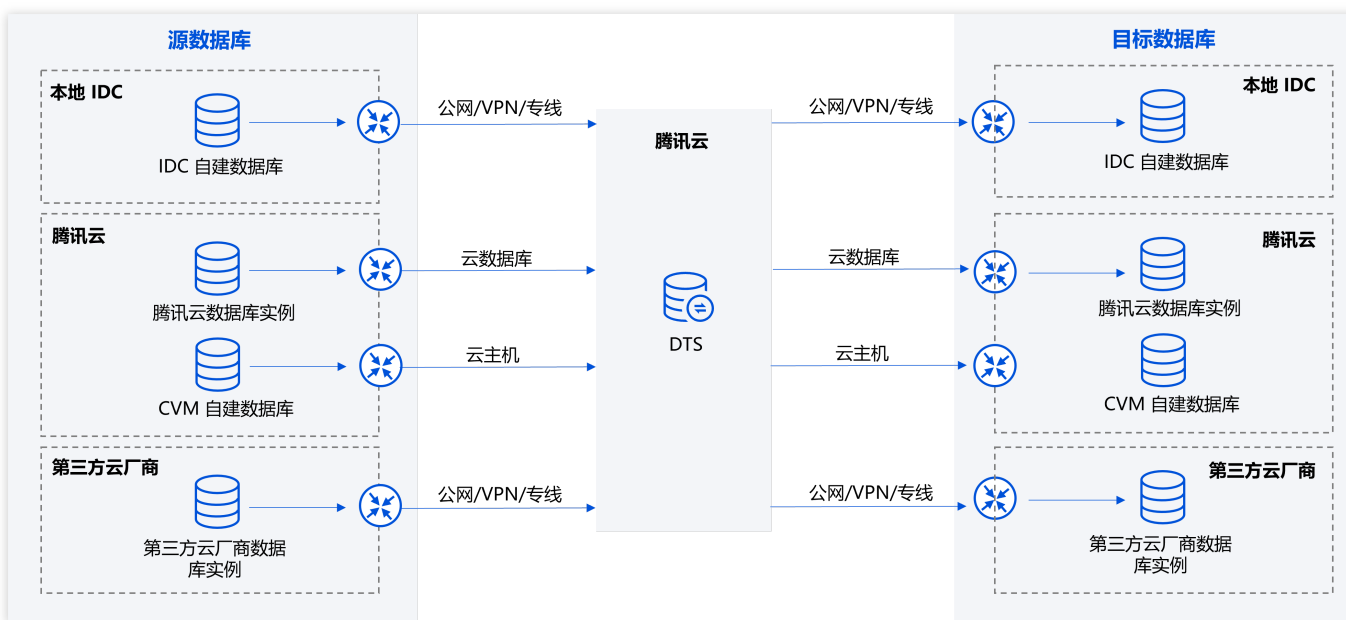 源数据库
本地 IDC
IDC 自建数据库
腾讯云
腾讯云数据库实例
CVM 自建数据库
第三方云厂商
第三方云厂商数据
库实例
公网/VPN/专线
云数据库
云主机
公网/VPN/专线
腾讯云
DTS
公网/VPN/专线
云数据库
云主机
公网/VPN/专线
目标数据库
本地 IDC
IDC 自建数据库
腾讯云
腾讯云数据库实例
CVM 自建数据库
第三方云厂商
第三方云厂商数据
库实例